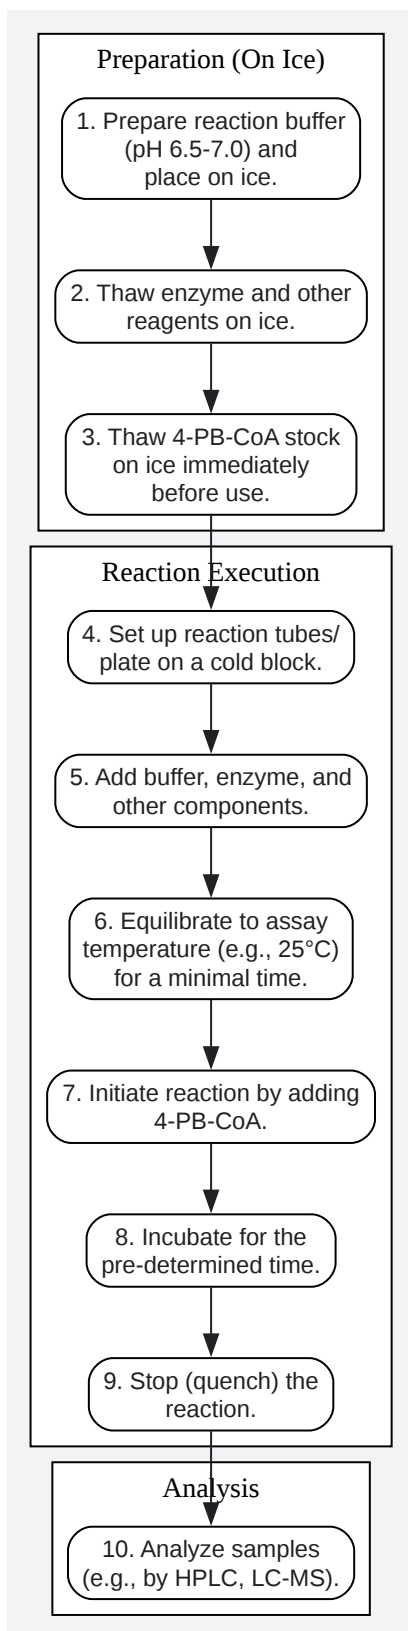 Preparation (On Ice)
1. Prepare reaction buffer
(pH 6.5-7.0) and
place on ice.
2. Thaw enzyme and other
reagents on ice.
3. Thaw 4-PB-CoA stock
on ice immediately
before use.
Reaction Execution
4. Set up reaction tubes/
plate on a cold block.
5. Add buffer, enzyme, and
other components.
6. Equilibrate to assay
temperature (e.g., 25°C)
for a minimal time.
7. Initiate reaction by adding
4-PB-CoA.
8. Incubate for the
pre-determined time.
9. Stop (quench) the
reaction.
Analysis
10. Analyze samples
(e.g., by HPLC, LC-MS).